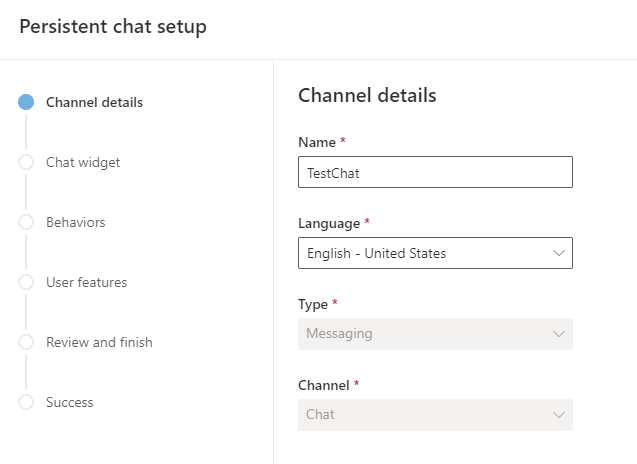 Persistent chat setup
Channel details
Chat widget
Behaviors
User features
Review and finish
Success
Channel details
Name *
TestChat
Language *
English - United States
Type *
Messaging
Channel *
Chat